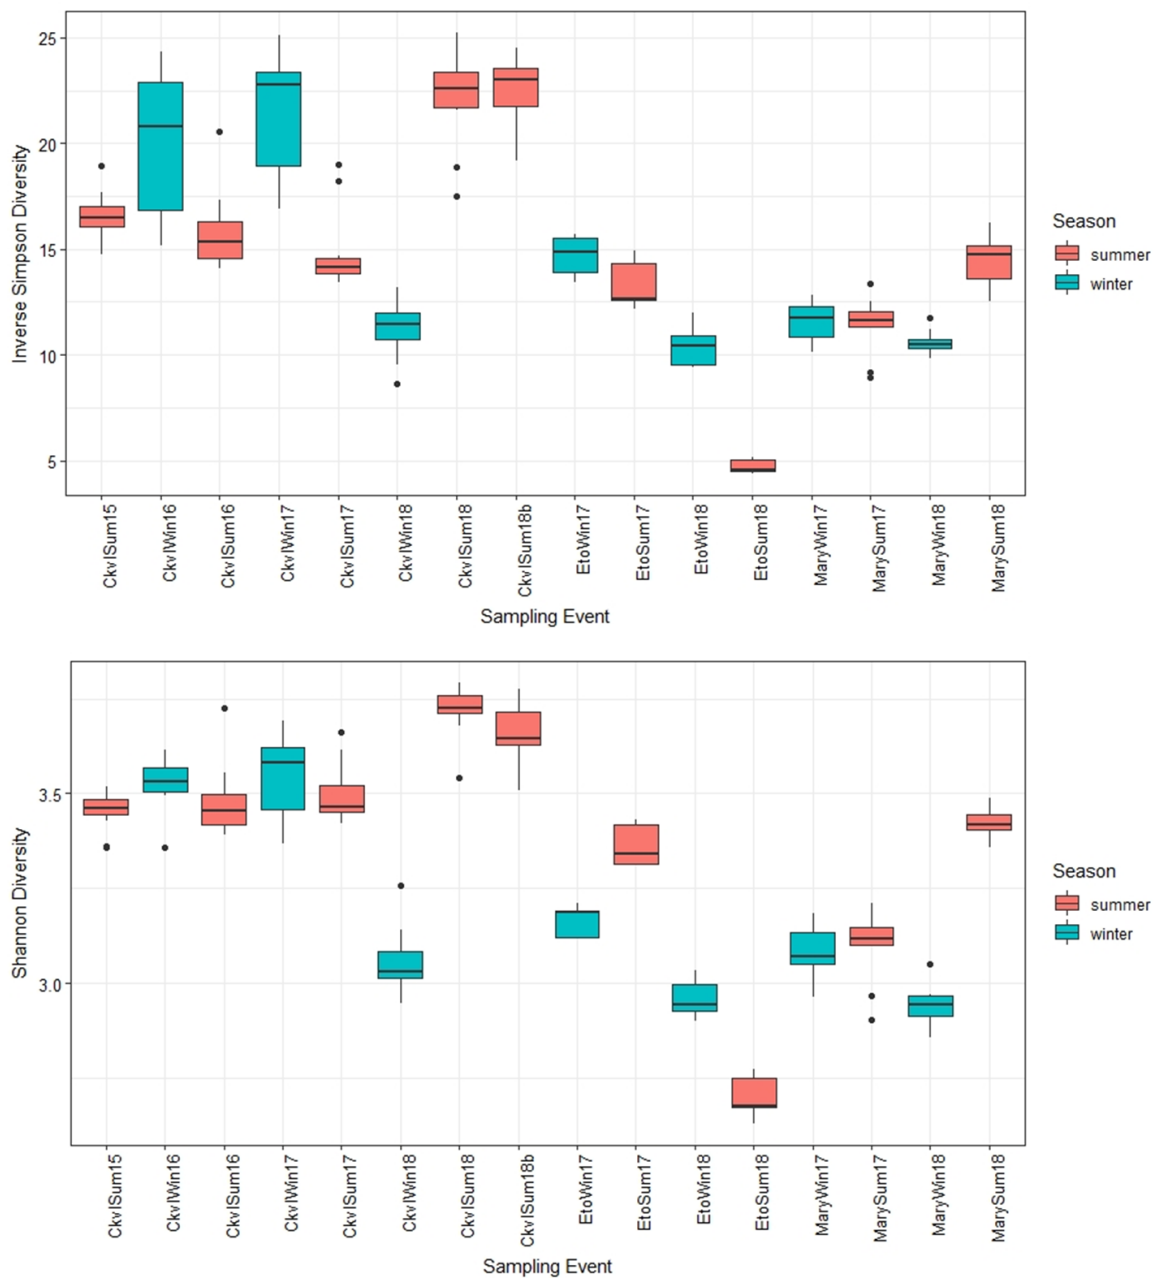 25
20
15
10
5
Inverse Simpson Diversity
CkvlSum15
CkvlWin16
CkvlSum16
CkvlWin17
CkvlSum17
CkvlWin18
CkvlSum18
CkvlSum18b
EtoWin17
EtoSum17
EtoWin18
EtoSum18
MaryWin17
MarySum17
MaryWin18
MarySum18
Sampling Event
Season
summer
winter
3.5
3.0
Shannon Diversity
CkvlSum15
CkvlWin16
CkvlSum16
CkvlWin17
CkvlSum17
CkvlWin18
CkvlSum18
CkvlSum18b
EtoWin17
EtoSum17
EtoWin18
EtoSum18
MaryWin17
MarySum17
MaryWin18
MarySum18
Sampling Event
Season
summer
winter